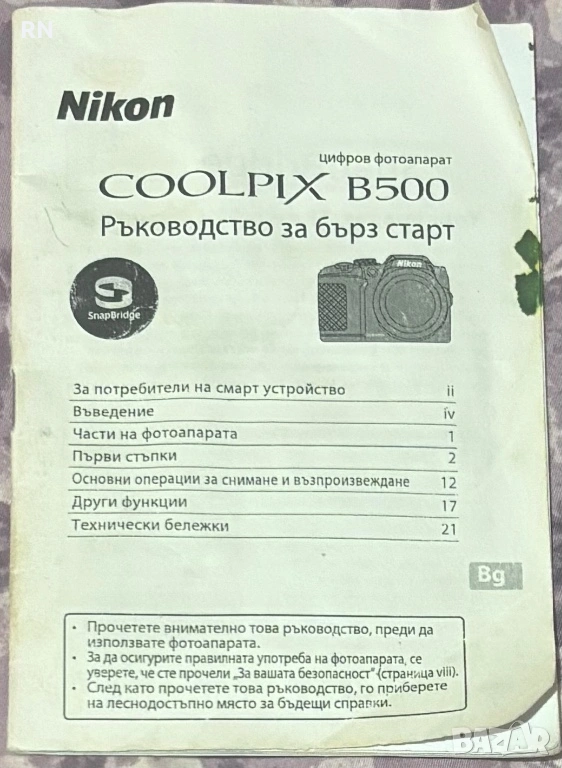 RN
Nikon
цифров фотоапарат
COOLPIX B500
Ръководство за бърз старт
SnapBridge
Nikon
За потребители на смарт устройство ii
Въведение iv
Части на фотоапарата 1
Първи стъпки 2
Основни операции за снимане и възпроизвеждане 12
Други функции 17
Технически бележки 21
Bg
• Прочетете внимателно това ръководство, преди да
използвате фотоапарата.
• За да осигурите правилната употреба на фотоапарата, се
уверете, че сте прочели „За вашата безопасност“ (страница viii).
• След като прочетете това ръководство, го приберете
на леснодостъпно място за бъдещи справки.
BAZAR